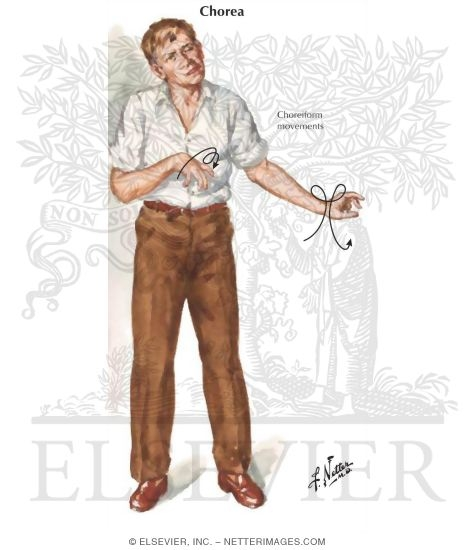 Chorea
Choreiform
movements
NON SO
ELSEVIER
F. Netter
M.D.
© ELSEVIER, INC. – NETTERIMAGES.COM